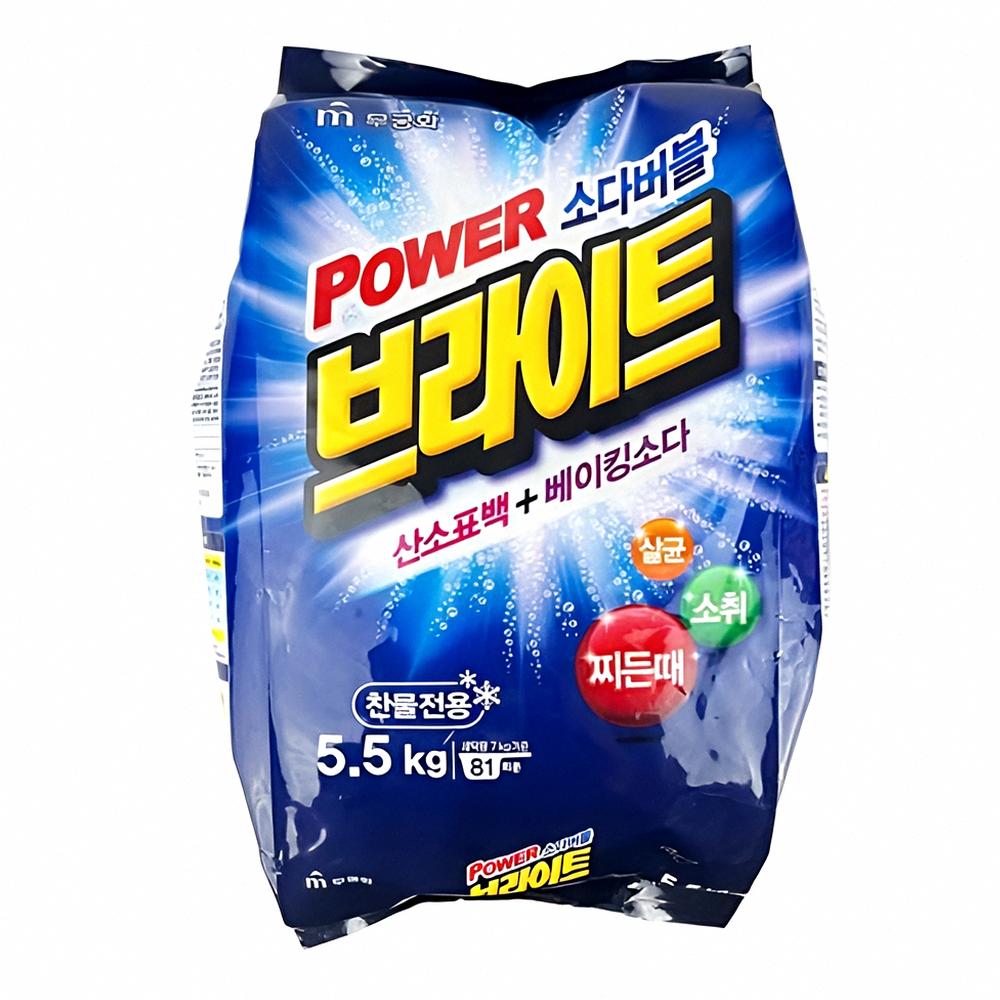 무궁화
POWER 소다버블
브라이트
산소표백 + 베이킹소다
살균
소취
찌든때
찬물전용
5.5 kg
81
POWER 소다버블
브라이트
무궁화